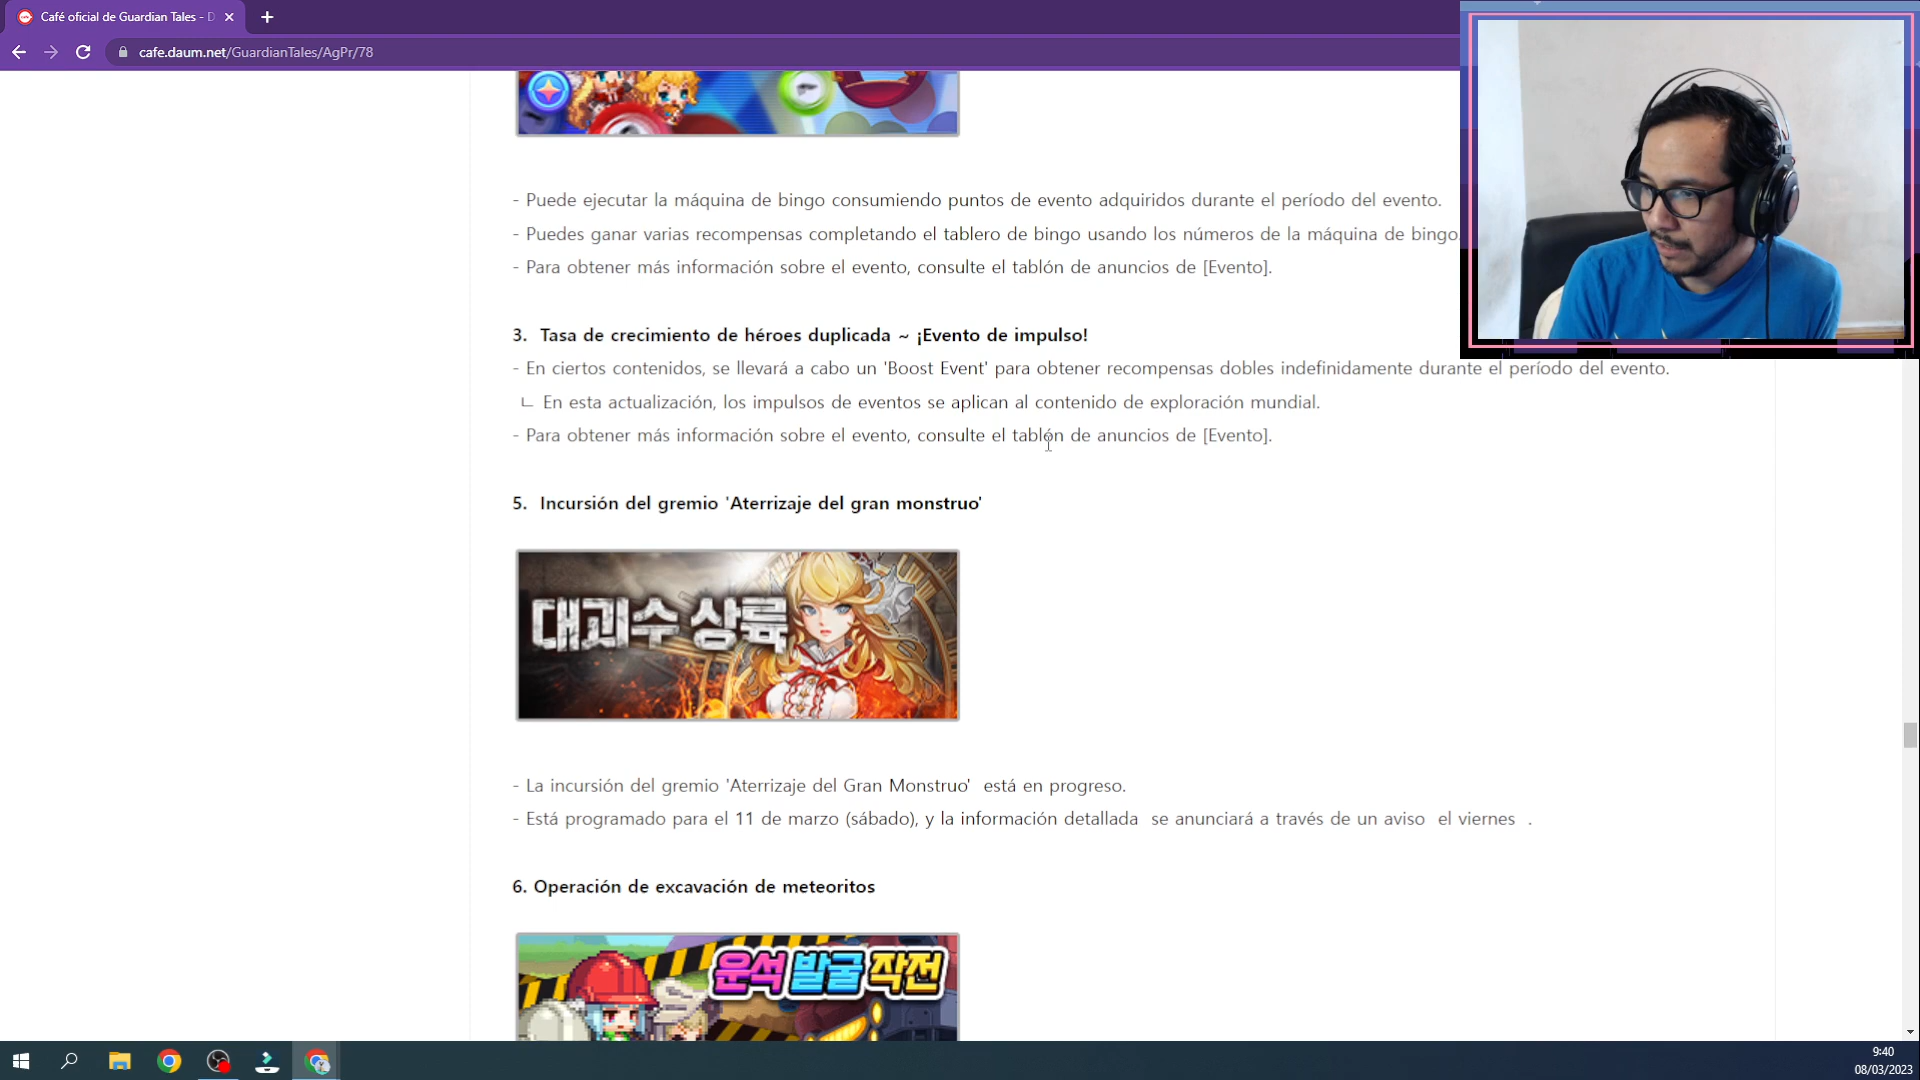 Café oficial de Guardian Tales - D
cafe.daum.net/GuardianTales/AgPr/78
- Puede ejecutar la máquina de bingo consumiendo puntos de evento adquiridos durante el período del evento.
- Puedes ganar varias recompensas completando el tablero de bingo usando los números de la máquina de bingo.
- Para obtener más información sobre el evento, consulte el tablón de anuncios de [Evento].
3. Tasa de crecimiento de héroes duplicada ~ ¡Evento de impulso!
- En ciertos contenidos, se llevará a cabo un 'Boost Event' para obtener recompensas dobles indefinidamente durante el período del evento.
ㄴ En esta actualización, los impulsos de eventos se aplican al contenido de exploración mundial.
- Para obtener más información sobre el evento, consulte el tablón de anuncios de [Evento].
5. Incursión del gremio 'Aterrizaje del gran monstruo'
대괴수 상륙
- La incursión del gremio 'Aterrizaje del Gran Monstruo' está en progreso.
- Está programado para el 11 de marzo (sábado), y la información detallada se anunciará a través de un aviso el viernes .
6. Operación de excavación de meteoritos
운석 발굴 작전
9:40
08/03/2023